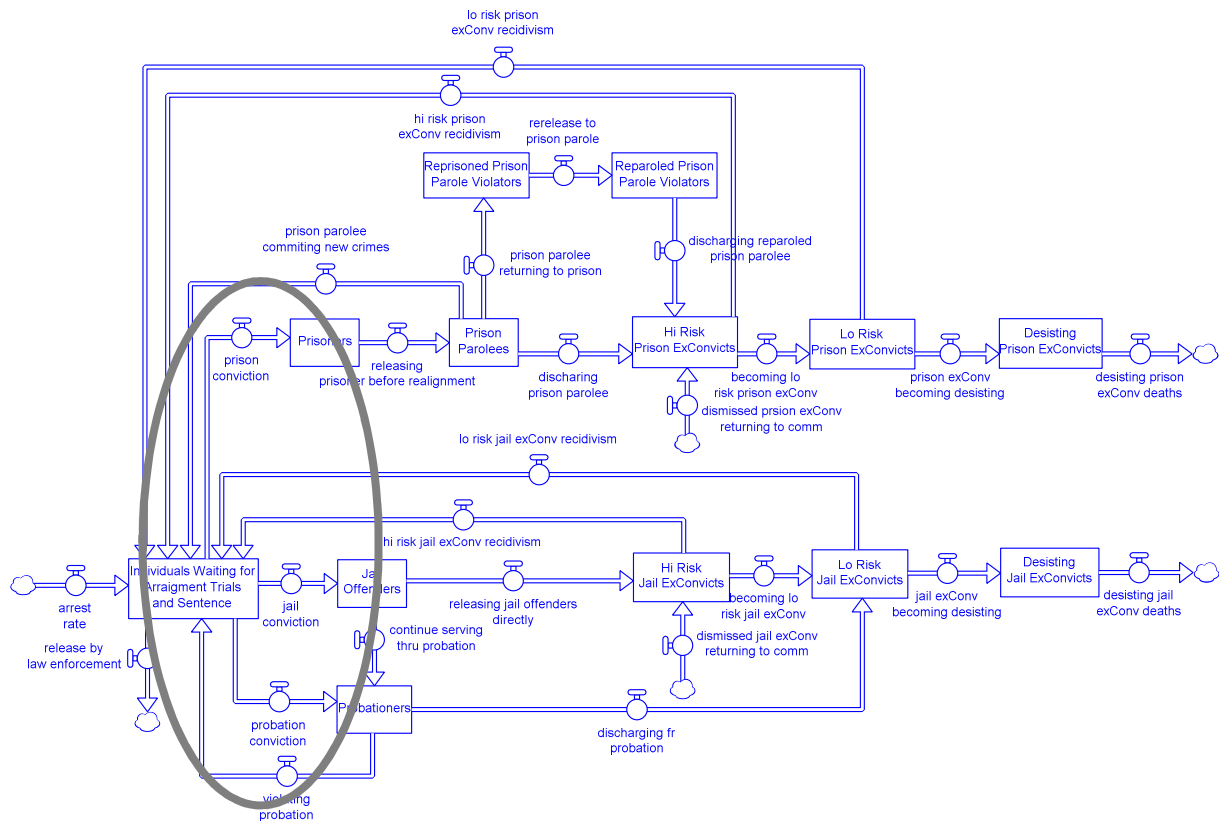 lo risk prison
exConv recidivism
hi risk prison
exConv recidivism
rerelease to
prison parole
Reprisoned Prison
Parole Violators
Reparoled Prison
Parole Violators
prison parolee
commiting new crimes
prison parolee
returning to prison
discharging reparoled
prison parolee
prison
conviction
Prisoners
releasing
prisoner before realignment
Prison
Parolees
discharing
prison parolee
Hi Risk
Prison ExConvicts
becoming lo
risk prison exConv
dismissed prsion exConv
returning to comm
Lo Risk
Prison ExConvicts
prison exConv
becoming desisting
Desisting
Prison ExConvicts
desisting prison
exConv deaths
lo risk jail exConv recidivism
hi risk jail exConv recidivism
arrest
rate
Individuals Waiting for
Arraigment Trials
and Sentence
release by
law enforcement
jail
conviction
Jail
Offenders
releasing jail offenders
directly
continue serving
thru probation
Hi Risk
Jail ExConvicts
becoming lo
risk jail exConv
dismissed jail exConv
returning to comm
Lo Risk
Jail ExConvicts
jail exConv
becoming desisting
Desisting
Jail ExConvicts
desisting jail
exConv deaths
probation
conviction
Probationers
discharging fr
probation
violating
probation